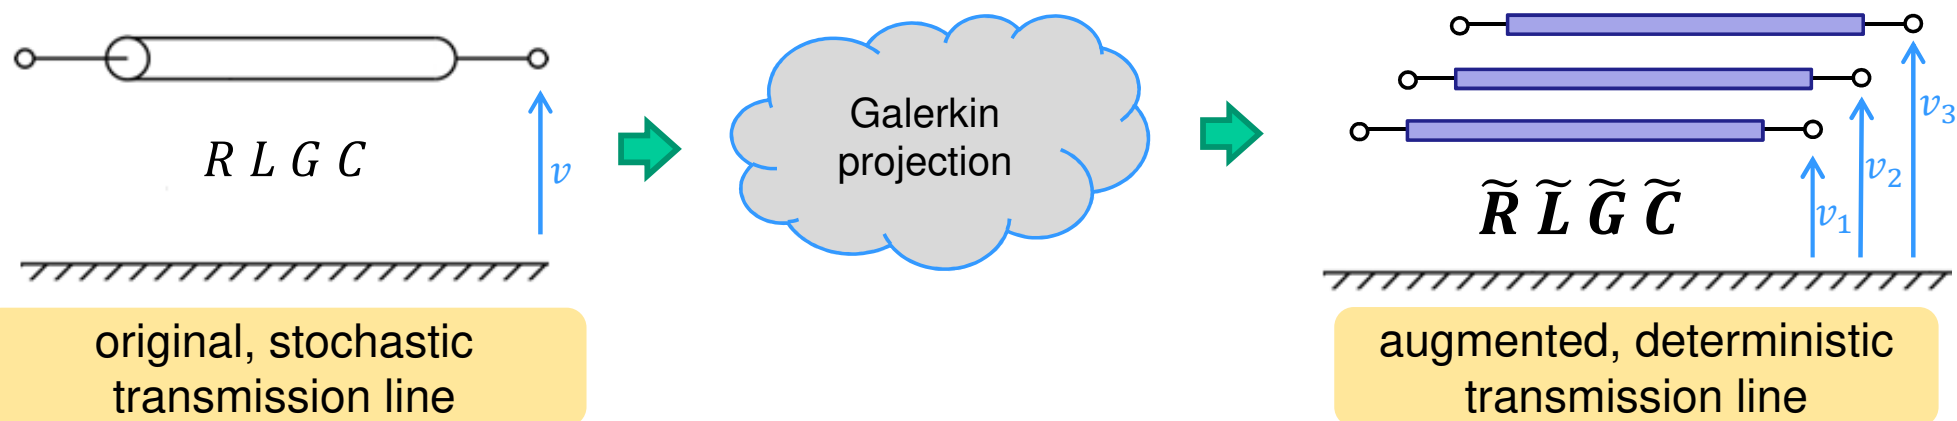 R L G C
v
original, stochastic
transmission line
Galerkin
projection
v₃
v₂
v₁
R̃ L̃ G̃ C̃
augmented, deterministic
transmission line